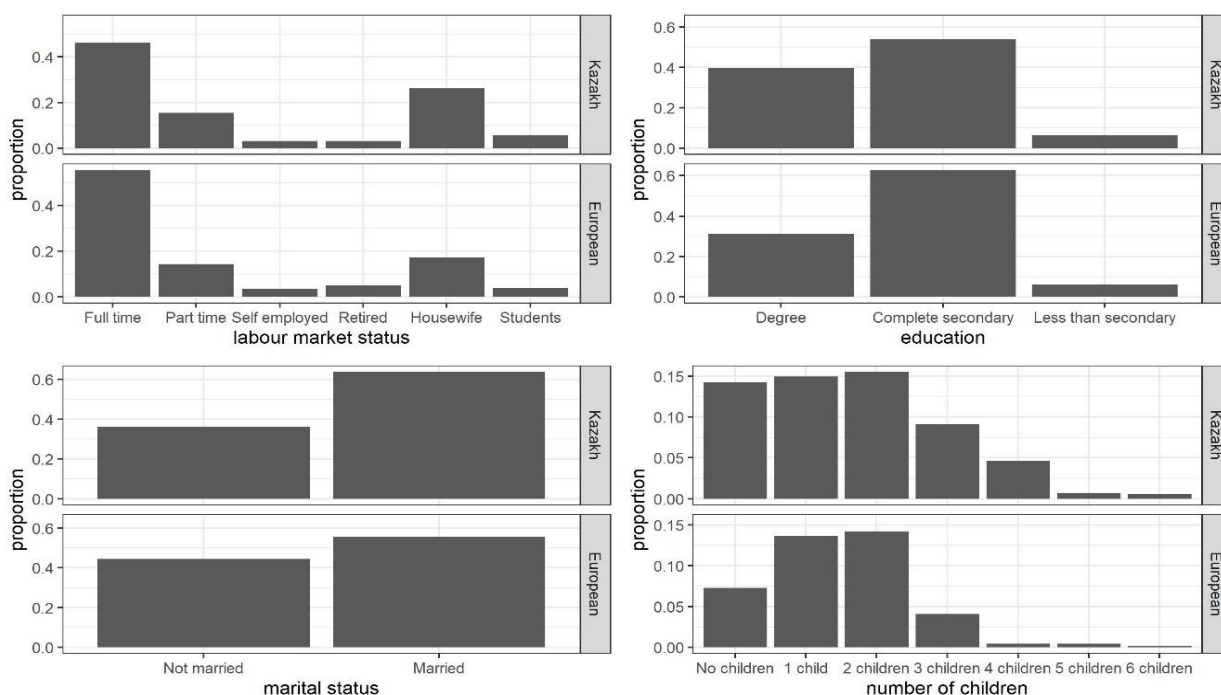 proportion
0.4
0.2
0.0
Kazakh
0.4
0.2
0.0
European
Full time Part time Self employed Retired Housewife Students
labour market status
proportion
0.6
0.4
0.2
0.0
Kazakh
0.6
0.4
0.2
0.0
European
Degree Complete secondary Less than secondary
education
proportion
0.6
0.4
0.2
0.0
Kazakh
0.6
0.4
0.2
0.0
European
Not married Married
marital status
proportion
0.15
0.10
0.05
0.00
Kazakh
0.15
0.10
0.05
0.00
European
No children 1 child 2 children 3 children 4 children 5 children 6 children
number of children